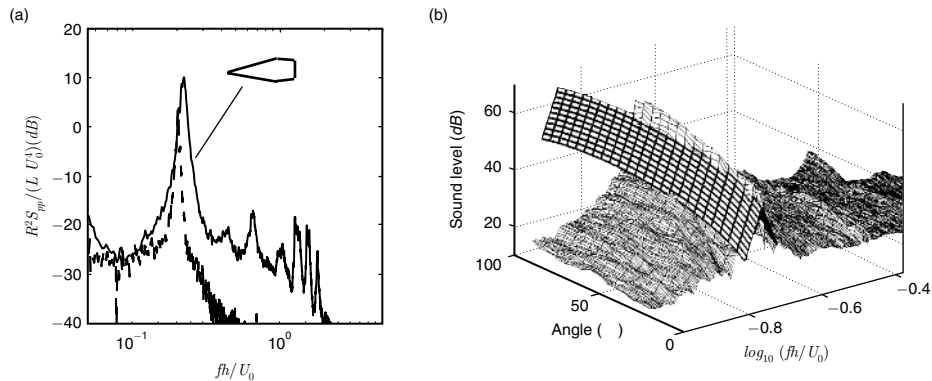 (a)
20
10
0
−10
−20
−30
−40
R²Spp/(L U₀⁴)(dB)
10⁻¹
10⁰
fh/U₀
(b)
60
40
20
Sound level (dB)
100
50
0
Angle ( )
−0.8
−0.6
−0.4
log₁₀ (fh/U₀)